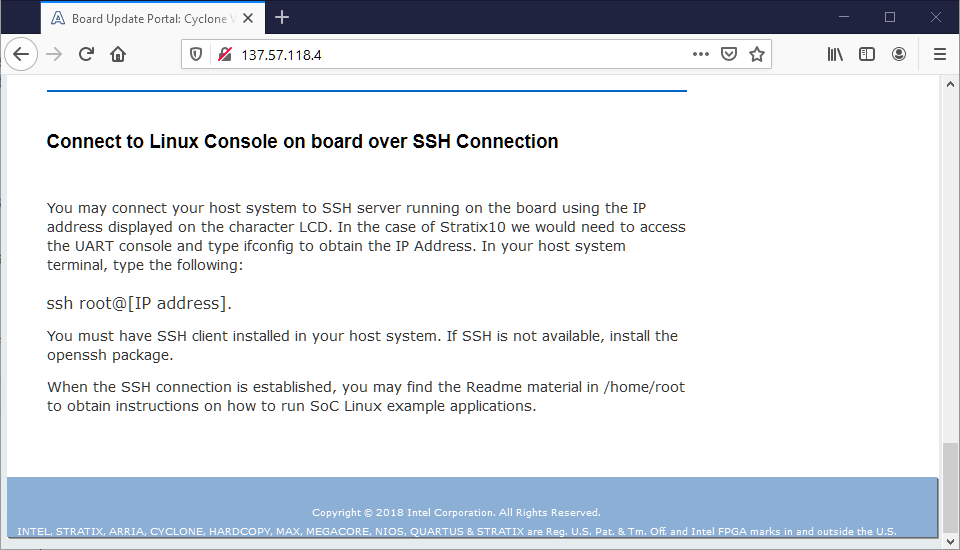 Board Update Portal: Cyclone
137.57.118.4
Connect to Linux Console on board over SSH Connection
You may connect your host system to SSH server running on the board using the IP
address displayed on the character LCD. In the case of Stratix10 we would need to access
the UART console and type ifconfig to obtain the IP Address. In your host system
terminal, type the following:
ssh root@[IP address].
You must have SSH client installed in your host system. If SSH is not available, install the
openssh package.
When the SSH connection is established, you may find the Readme material in /home/root
to obtain instructions on how to run SoC Linux example applications.
Copyright © 2018 Intel Corporation. All Rights Reserved.
INTEL, STRATIX, ARRIA, CYCLONE, HARDCOPY, MAX, MEGACORE, NIOS, QUARTUS & STRATIX are Reg. U.S. Pat. & Tm. Off. and Intel FPGA marks in and outside the U.S.